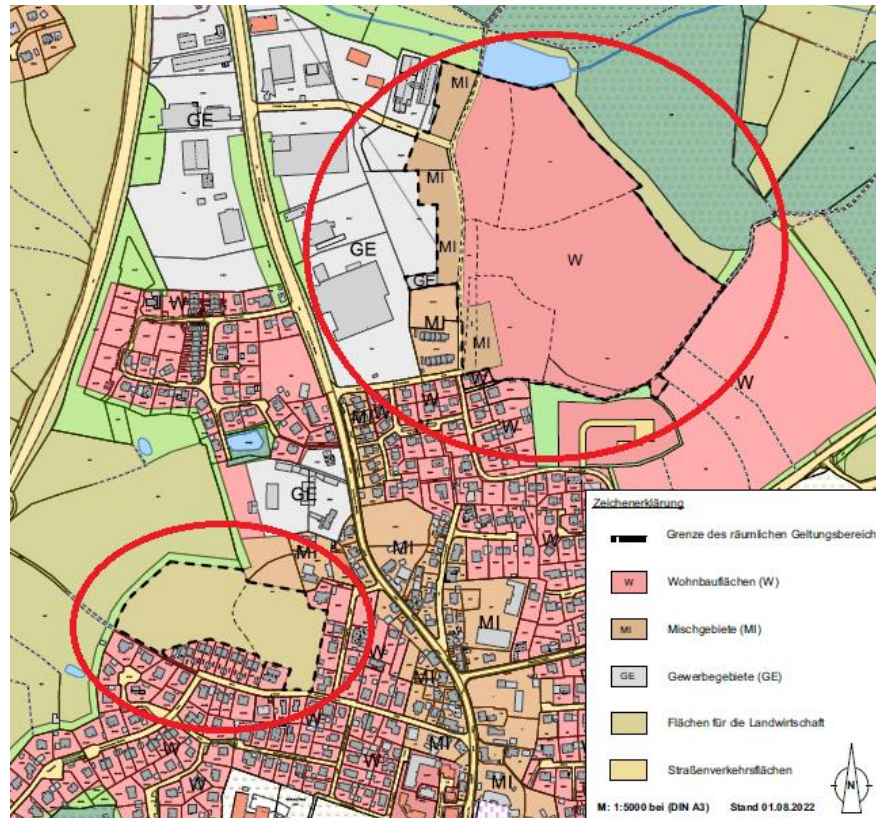 MI
GE
MI
GE
MI
W
GE
W
MI
MI
W
W
MI
W
W
W
GE
MI
MI
W
MI
W
MI
W
W
W
MI
MI
Zeichenerklärung
Grenze des räumlichen Geltungsbereich
W Wohnbauflächen (W)
MI Mischgebiete (MI)
GE Gewerbegebiete (GE)
Flächen für die Landwirtschaft
Straßenverkehrsflächen
N
M: 1:5000 bei (DIN A3) Stand 01.08.2022